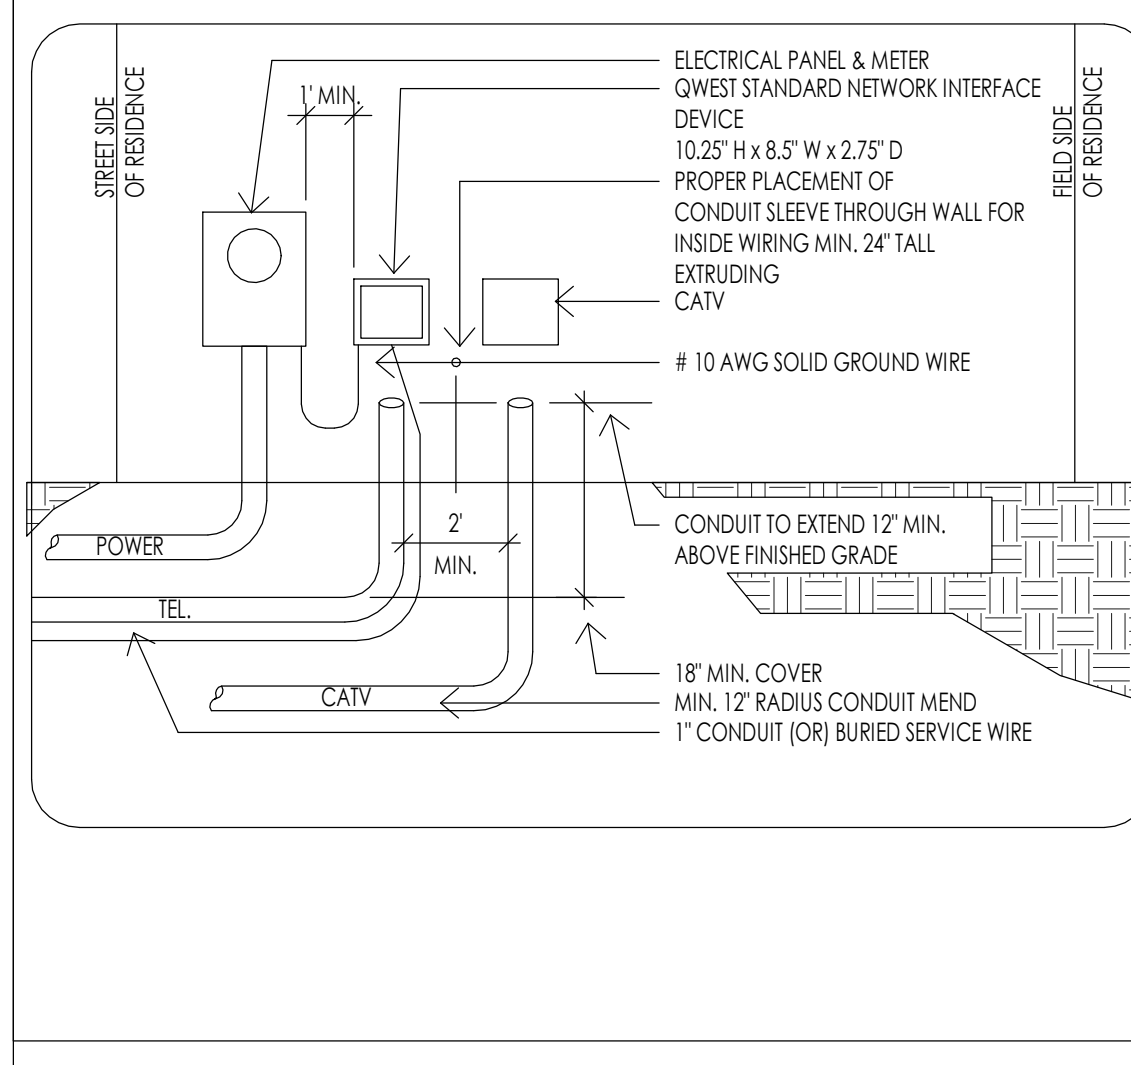 STREET SIDE
OF RESIDENCE
1' MIN.
ELECTRICAL PANEL & METER
QWEST STANDARD NETWORK INTERFACE
DEVICE
10.25" H x 8.5" W x 2.75" D
PROPER PLACEMENT OF
CONDUIT SLEEVE THROUGH WALL FOR
INSIDE WIRING MIN. 24" TALL
EXTRUDING
CATV
# 10 AWG SOLID GROUND WIRE
FIELD SIDE
OF RESIDENCE
POWER
2'
MIN.
CONDUIT TO EXTEND 12" MIN.
ABOVE FINISHED GRADE
TEL.
CATV
18" MIN. COVER
MIN. 12" RADIUS CONDUIT MEND
1" CONDUIT (OR) BURIED SERVICE WIRE